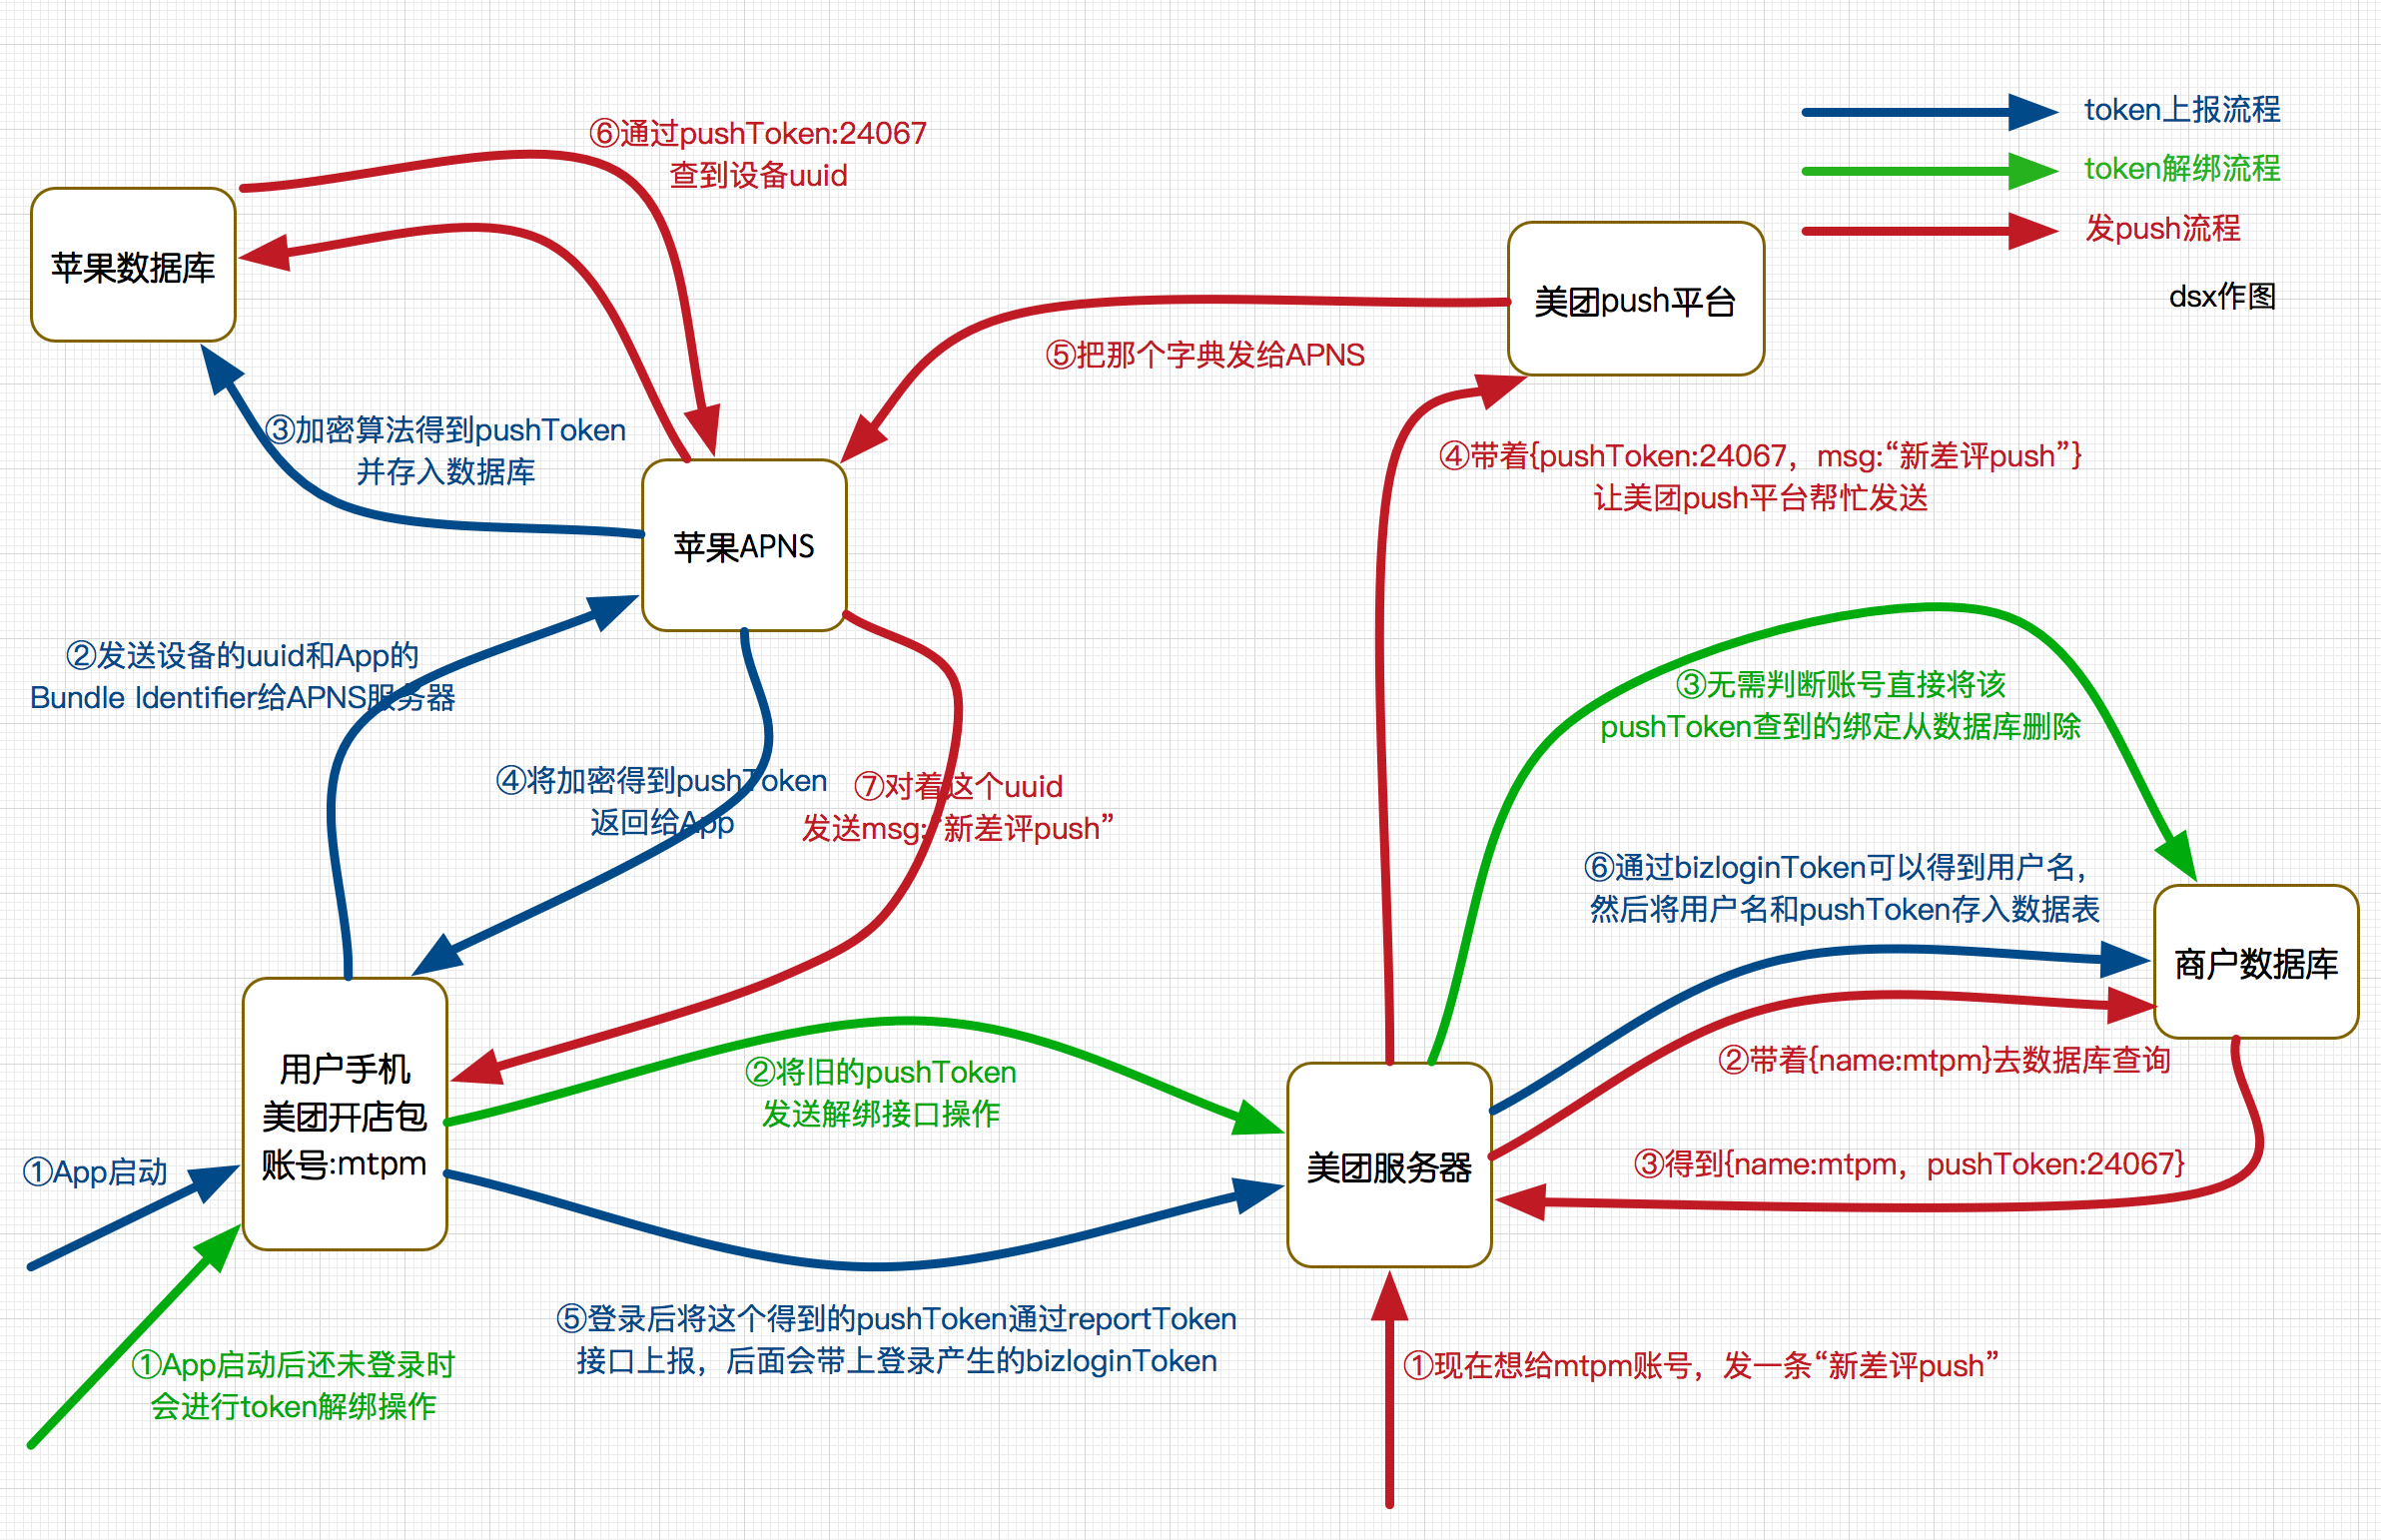 ⑥通过pushToken:24067
查到设备uuid
token上报流程
token解绑流程
发push流程
dsx作图
苹果数据库
美团push平台
⑤把那个字典发给APNS
③加密算法得到pushToken
并存入数据库
④带着{pushToken:24067，msg:“新差评push”}
让美团push平台帮忙发送
苹果APNS
②发送设备的uuid和App的
Bundle Identifier给APNS服务器
③无需判断账号直接将该
pushToken查到的绑定从数据库删除
④将加密得到pushToken
返回给App
⑦对着这个uuid
发送msg:“新差评push”
⑥通过bizloginToken可以得到用户名，
然后将用户名和pushToken存入数据表
商户数据库
用户手机
美团开店包
账号:mtpm
②将旧的pushToken
发送解绑接口操作
②带着{name:mtpm}去数据库查询
③得到{name:mtpm，pushToken:24067}
美团服务器
①App启动
⑤登录后将这个得到的pushToken通过reportToken
接口上报，后面会带上登录产生的bizloginToken
①App启动后还未登录时
会进行token解绑操作
①现在想给mtpm账号，发一条“新差评push”